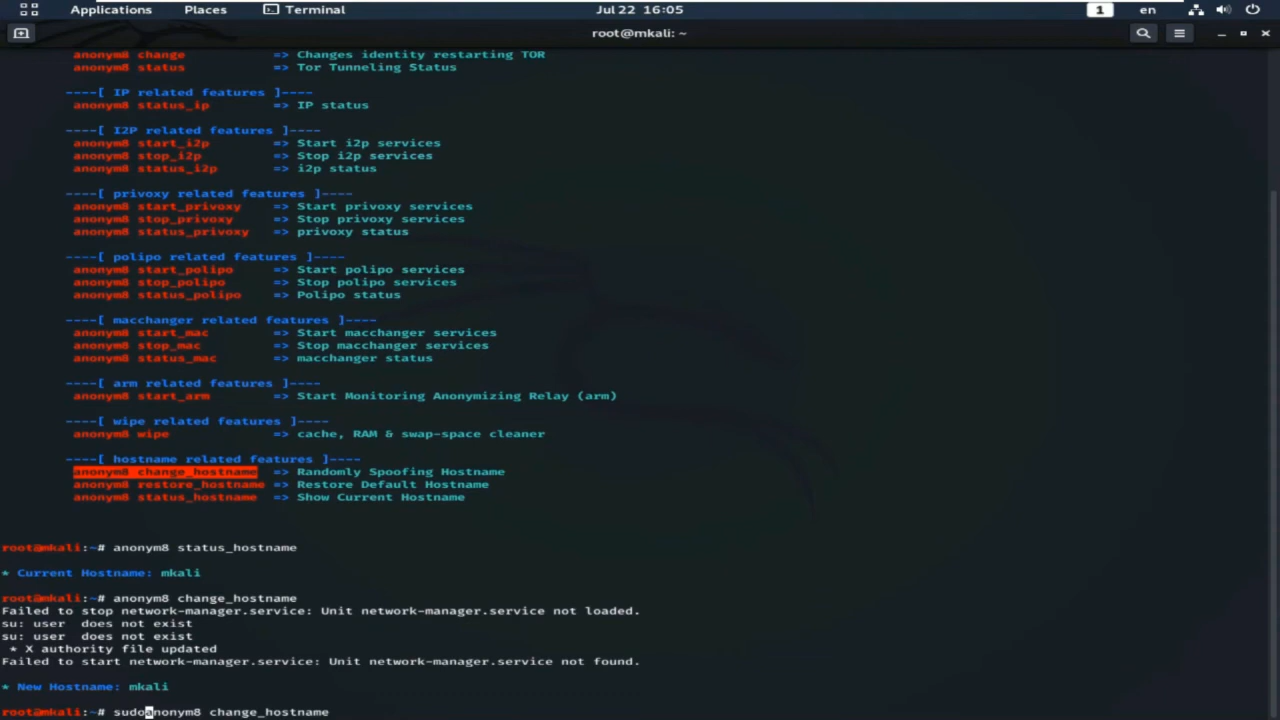 Applications Places Terminal Jul 22 16:05 1 en
root@mkali: ~
anonym8 change => Changes identity restarting TOR
anonym8 status => Tor Tunneling Status
----[ IP related features ]----
anonym8 status_ip => IP status
----[ I2P related features ]----
anonym8 start_i2p => Start i2p services
anonym8 stop_i2p => Stop i2p services
anonym8 status_i2p => i2p status
----[ privoxy related features ]----
anonym8 start_privoxy => Start privoxy services
anonym8 stop_privoxy => Stop privoxy services
anonym8 status_privoxy => privoxy status
----[ polipo related features ]----
anonym8 start_polipo => Start polipo services
anonym8 stop_polipo => Stop polipo services
anonym8 status_polipo => Polipo status
----[ macchanger related features ]----
anonym8 start_mac => Start macchanger services
anonym8 stop_mac => Stop macchanger services
anonym8 status_mac => macchanger status
----[ arm related features ]----
anonym8 start_arm => Start Monitoring Anonymizing Relay (arm)
----[ wipe related features ]----
anonym8 wipe => cache, RAM & swap-space cleaner
----[ hostname related features ]----
anonym8 change_hostname => Randomly Spoofing Hostname
anonym8 restore_hostname => Restore Default Hostname
anonym8 status_hostname => Show Current Hostname
root@mkali:~# anonym8 status_hostname
* Current Hostname: mkali
root@mkali:~# anonym8 change_hostname
Failed to stop network-manager.service: Unit network-manager.service not loaded.
su: user  does not exist
su: user  does not exist
* X authority file updated
Failed to start network-manager.service: Unit network-manager.service not found.
* New Hostname: mkali
root@mkali:~# sudoanonym8 change_hostname